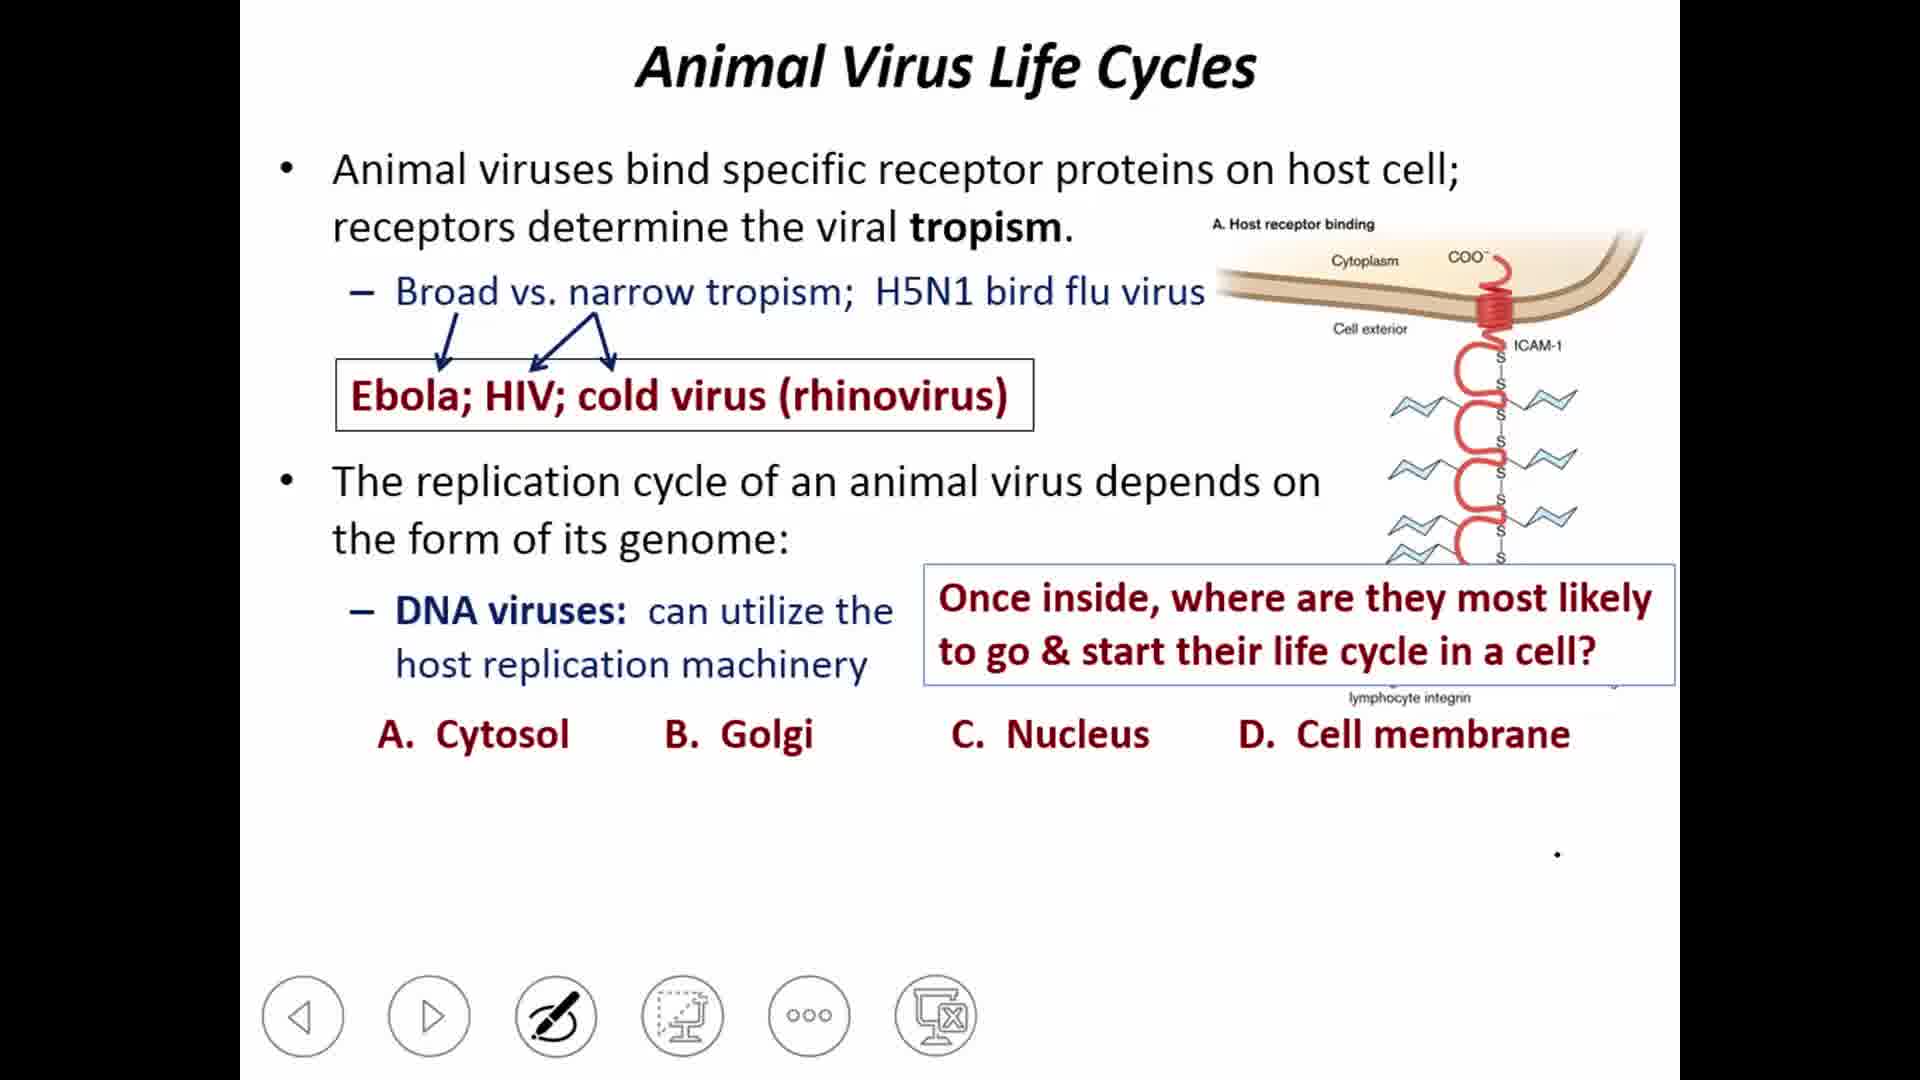 Animal Virus Life Cycles
• Animal viruses bind specific receptor proteins on host cell;
receptors determine the viral tropism.
– Broad vs. narrow tropism; H5N1 bird flu virus
Ebola; HIV; cold virus (rhinovirus)
A. Host receptor binding
Cytoplasm
COO⁻
Cell exterior
ICAM-1
S
S
S
S
S
S
S
S
• The replication cycle of an animal virus depends on
the form of its genome:
– DNA viruses: can utilize the
host replication machinery
Once inside, where are they most likely
to go & start their life cycle in a cell?
lymphocyte integrin
A. Cytosol B. Golgi C. Nucleus D. Cell membrane